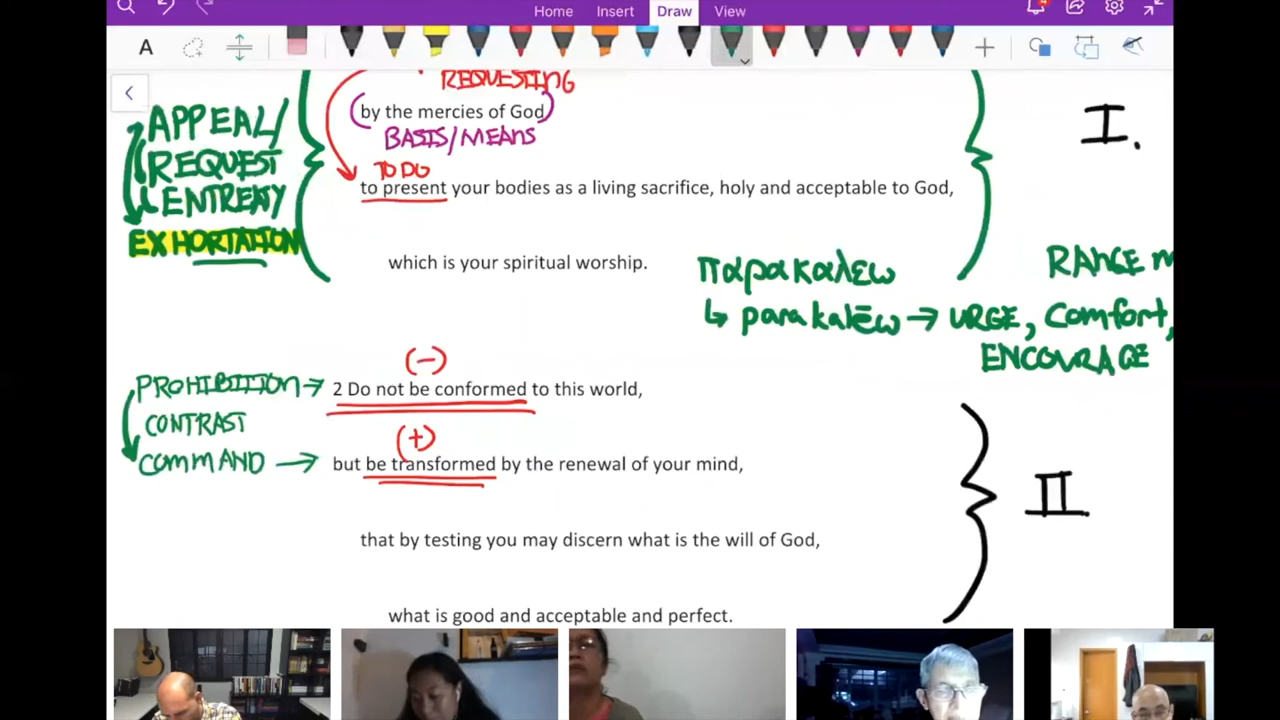 Home Insert Draw View
A
REQUESTING
by the mercies of God
BASIS/MEANS
APPEAL/
REQUEST
ENTREATY
EXHORTATION
TO DO
to present your bodies as a living sacrifice, holy and acceptable to God,
which is your spiritual worship.
I.
παρακαλεω
RANGE
↳ parakalēō → URGE, Comfort,
ENCOURAGE
(-)
PROHIBITION → 2 Do not be conformed to this world,
CONTRAST
(+)
COMMAND → but be transformed by the renewal of your mind,
II.
that by testing you may discern what is the will of God,
what is good and acceptable and perfect.